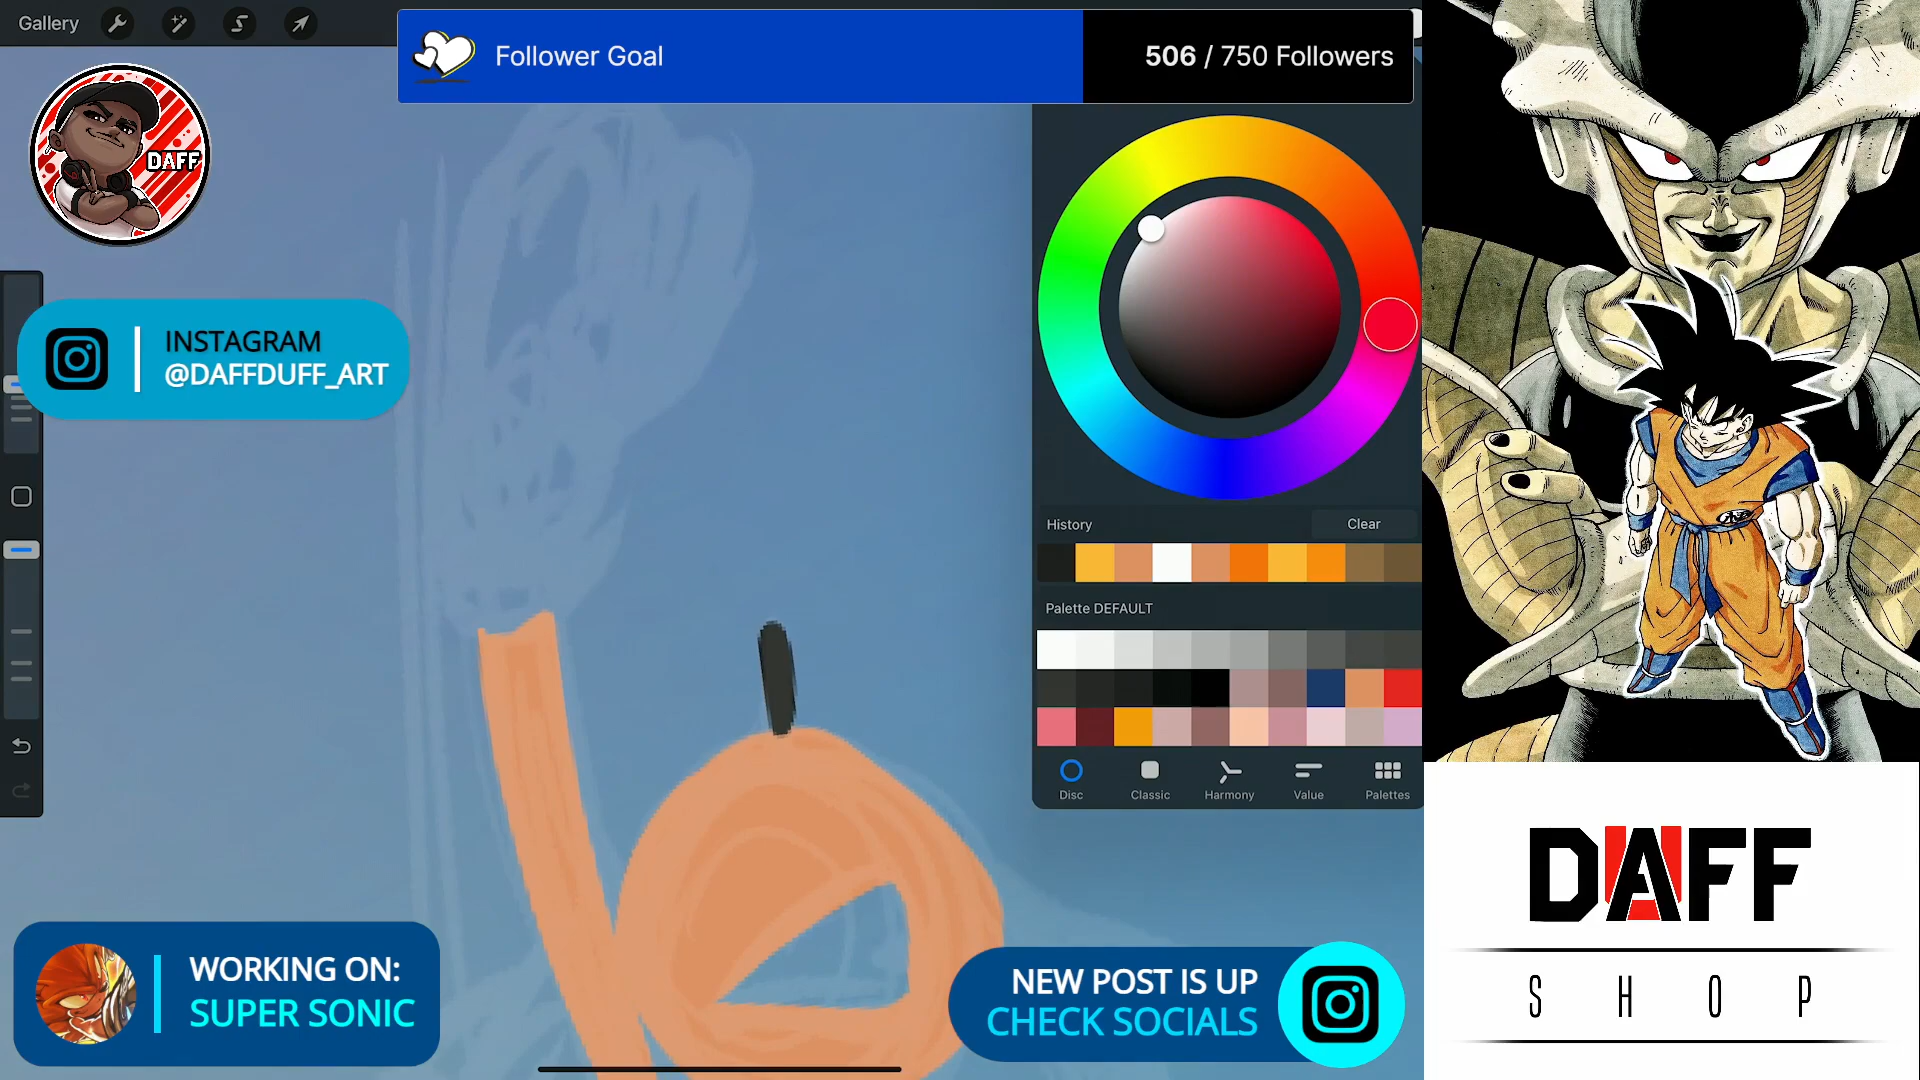 Gallery
Follower Goal
506 / 750 Followers
DAFF
INSTAGRAM
@DAFFDUFF_ART
History
Clear
Palette DEFAULT
Disc
Classic
Harmony
Value
Palettes
WORKING ON:
SUPER SONIC
NEW POST IS UP
CHECK SOCIALS
DAFF
SHOP